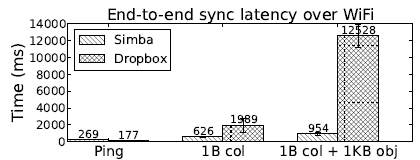 End-to-end sync latency over WiFi
Time (ms)
14000
12000
10000
8000
6000
4000
2000
0
Simba
Dropbox
269
177
626
1989
954
12528
Ping
1B col
1B col + 1KB obj